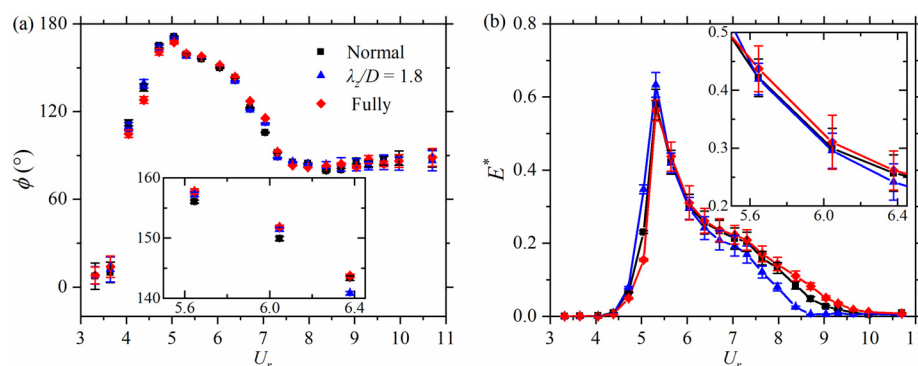 (a)
180
120
60
0
ϕ (°)
Normal
λz/D = 1.8
Fully
160
150
140
5.6 6.0 6.4
3 4 5 6 7 8 9 10 11
Ur
(b)
0.8
0.6
0.4
0.2
0.0
E*
0.5
0.4
0.3
0.2
5.6 6.0 6.4
3 4 5 6 7 8 9 10 1
Ur